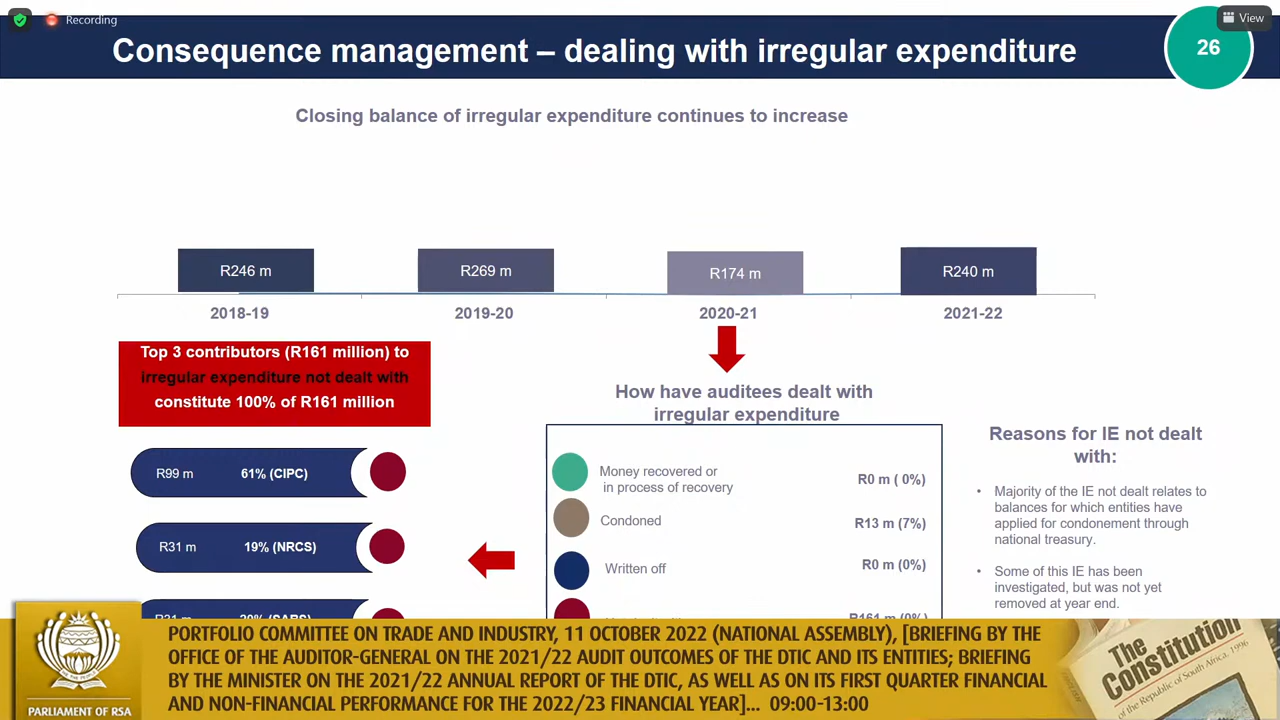 Recording
View
Consequence management – dealing with irregular expenditure
26
Closing balance of irregular expenditure continues to increase
R246 m
R269 m
R174 m
R240 m
2018-19
2019-20
2020-21
2021-22
Top 3 contributors (R161 million) to
irregular expenditure not dealt with
constitute 100% of R161 million
How have auditees dealt with
irregular expenditure
R99 m 61% (CIPC)
R31 m 19% (NRCS)
R31 m 20% (SABS)
Money recovered or
in process of recovery
R0 m ( 0%)
Condoned
R13 m (7%)
Written off
R0 m (0%)
R161 m (0%)
Reasons for IE not dealt
with:
• Majority of the IE not dealt relates to
balances for which entities have
applied for condonement through
national treasury.
• Some of this IE has been
investigated, but was not yet
removed at year end.
PARLIAMENT OF RSA
PORTFOLIO COMMITTEE ON TRADE AND INDUSTRY, 11 OCTOBER 2022 (NATIONAL ASSEMBLY), [BRIEFING BY THE
OFFICE OF THE AUDITOR-GENERAL ON THE 2021/22 AUDIT OUTCOMES OF THE DTIC AND ITS ENTITIES; BRIEFING
BY THE MINISTER ON THE 2021/22 ANNUAL REPORT OF THE DTIC, AS WELL AS ON ITS FIRST QUARTER FINANCIAL
AND NON-FINANCIAL PERFORMANCE FOR THE 2022/23 FINANCIAL YEAR]... 09:00-13:00
The
Constitution
of the Republic of South Africa, 1996